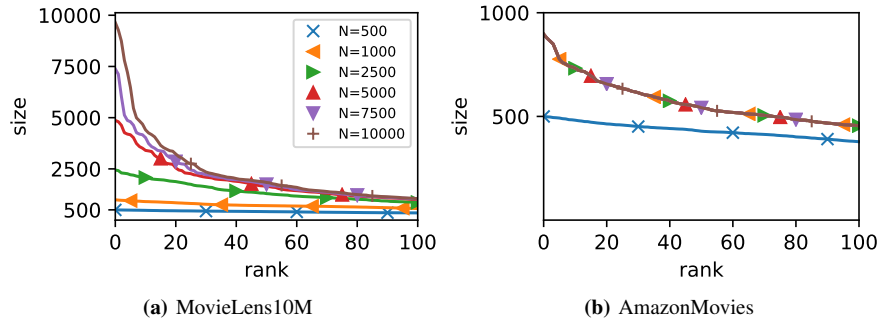 10000
7500
5000
2500
500
size
0
20
40
60
80
100
rank
N=500
N=1000
N=2500
N=5000
N=7500
N=10000
(a) MovieLens10M
1000
500
size
0
20
40
60
80
100
rank
(b) AmazonMovies